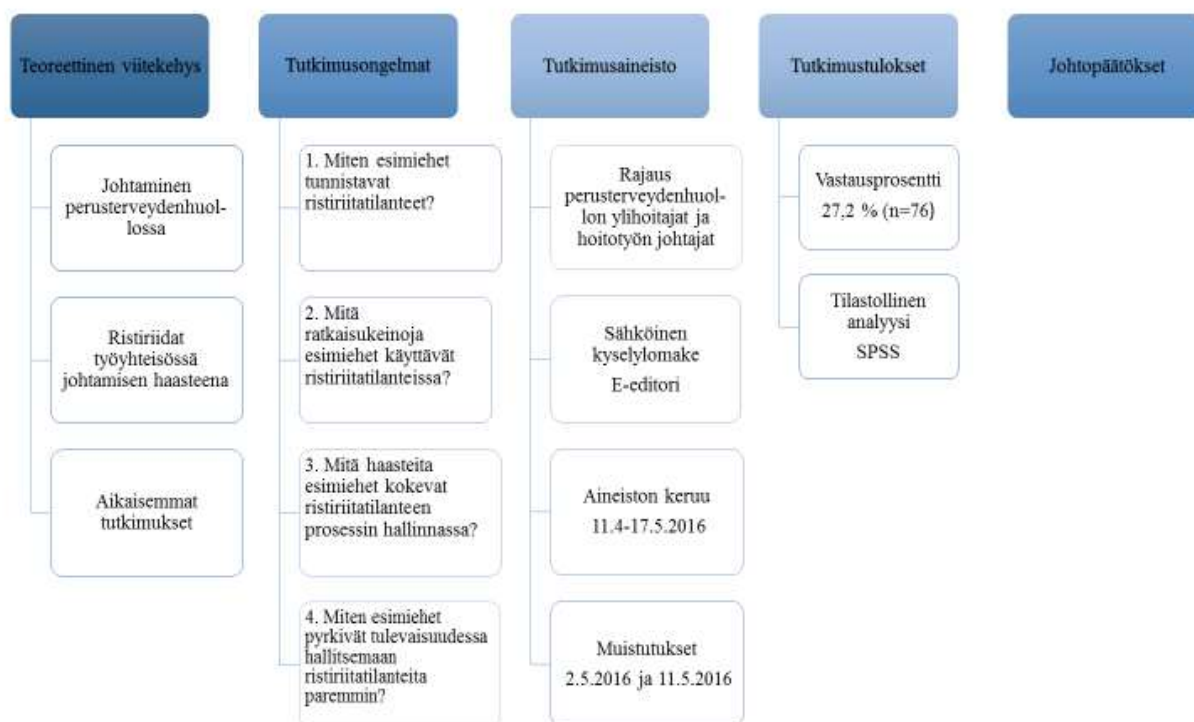 Teoreettinen viitekehys
Johtaminen
perusterveydenhuol-
lossa
Ristiriidat
työyhteisössä
johtamisen haasteena
Aikaisemmat
tutkimukset
Tutkimusongelmat
1. Miten esimiehet
tunnistavat
ristiriitatilanteet?
2. Mitä
ratkaisukeinoja
esimiehet käyttävät
ristiriitatilanteissa?
3. Mitä haasteita
esimiehet kokevat
ristiriitatilanteen
prosessin hallinnassa?
4. Miten esimiehet
pyrkivät tulevaisuudessa
hallitsemaan
ristiriitatilanteita
paremmin?
Tutkimusaineisto
Rajaus
perusterveydenhuol-
lon ylihoitajat ja
hoitotyön johtajat
Sähköinen
kyselylomake
E-editori
Aineiston keruu
11.4-17.5.2016
Muistutukset
2.5.2016 ja 11.5.2016
Tutkimustulokset
Vastausprosentti
27,2 % (n=76)
Tilastollinen
analyysi
SPSS
Johtopäätökset